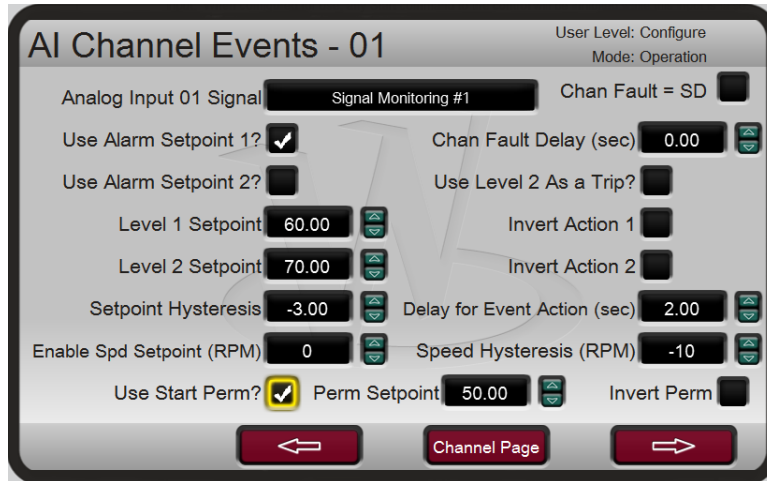 AI Channel Events - 01
User Level: Configure
Mode: Operation
Analog Input 01 Signal Signal Monitoring #1 Chan Fault = SD
Use Alarm Setpoint 1? Chan Fault Delay (sec) 0.00
Use Alarm Setpoint 2? Use Level 2 As a Trip?
Level 1 Setpoint 60.00 Invert Action 1
Level 2 Setpoint 70.00 Invert Action 2
Setpoint Hysteresis -3.00 Delay for Event Action (sec) 2.00
Enable Spd Setpoint (RPM) 0 Speed Hysteresis (RPM) -10
Use Start Perm? Perm Setpoint 50.00 Invert Perm
Channel Page